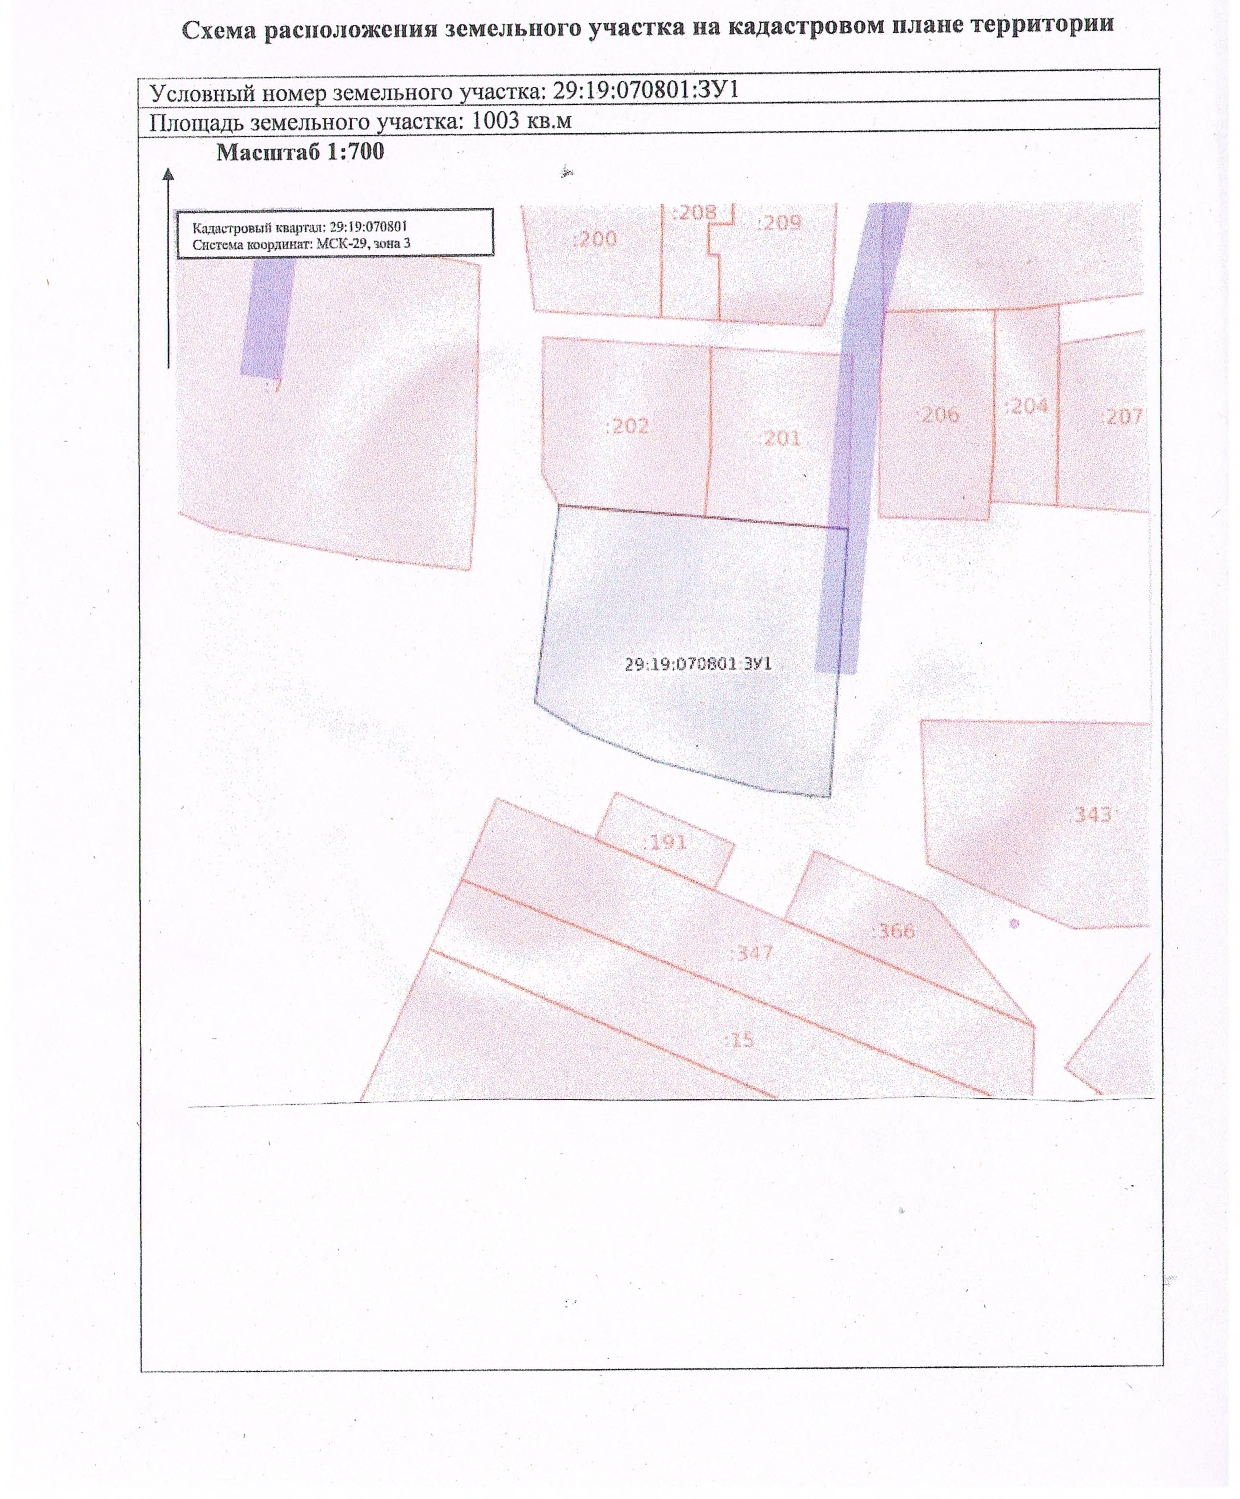 Схема расположения земельного участка на кадастровом плане территории
Условный номер земельного участка: 29:19:070801:ЗУ1
Площадь земельного участка: 1003 кв.м
Масштаб 1:700
Кадастровый квартал: 29:19:070801
Система координат: МСК-29, зона 3
:208
:209
:200
:7
:206
:204
:207
:202
:201
29:19:070801:ЗУ1
:343
:191
:366
:347
:15